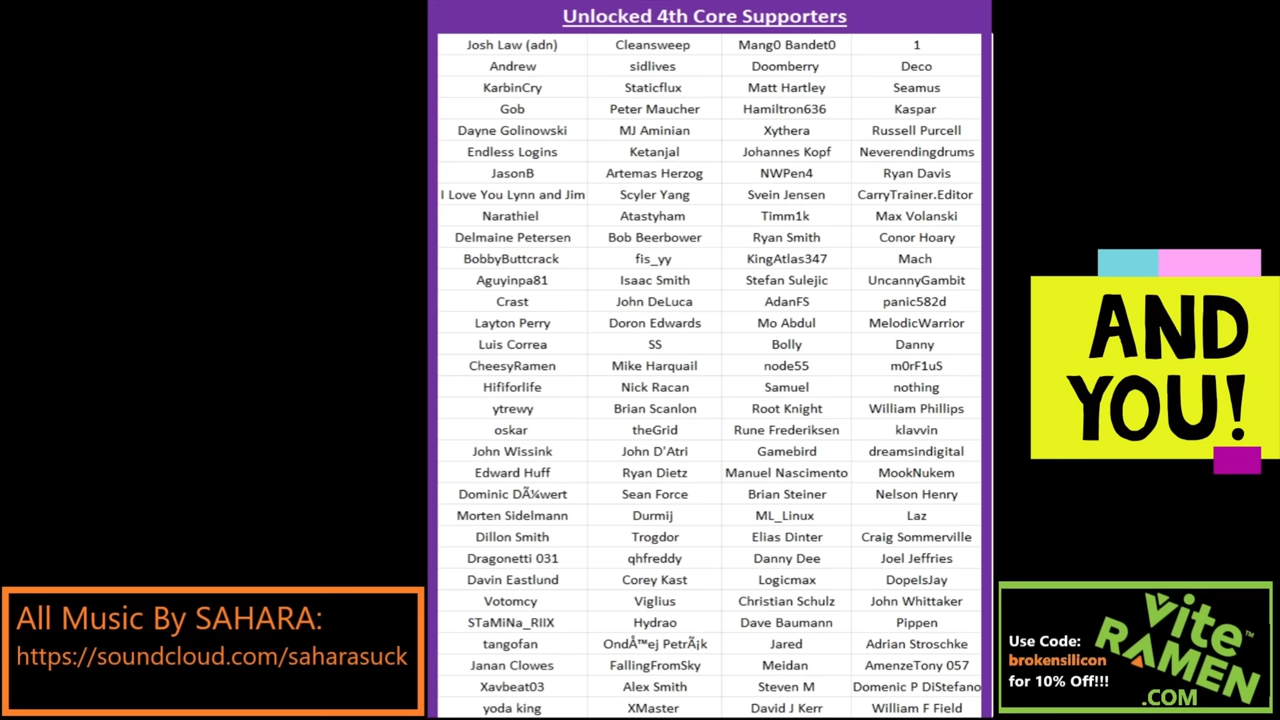 Unlocked 4th Core Supporters
Josh Law (adn) Cleansweep Mang0 Bandet0 1
Andrew sidlives Doomberry Deco
KarbinCry Staticflux Matt Hartley Seamus
Gob Peter Maucher Hamiltron636 Kaspar
Dayne Golinowski MJ Aminian Xythera Russell Purcell
Endless Logins Ketanjal Johannes Kopf Neverendingdrums
JasonB Artemas Herzog NWPen4 Ryan Davis
I Love You Lynn and Jim Scyler Yang Svein Jensen CarryTrainer.Editor
Narathiel Atastyham Timm1k Max Volanski
Delmaine Petersen Bob Beerbower Ryan Smith Conor Hoary
BobbyButtcrack fis_yy KingAtlas347 Mach
Aguyinpa81 Isaac Smith Stefan Sulejic UncannyGambit
Crast John DeLuca AdanFS panic582d
Layton Perry Doron Edwards Mo Abdul MelodicWarrior
Luis Correa SS Bolly Danny
CheesyRamen Mike Harquail node55 m0rF1uS
Hififorlife Nick Racan Samuel nothing
ytrewy Brian Scanlon Root Knight William Phillips
oskar theGrid Rune Frederiksen klavvin
John Wissink John D'Atri Gamebird dreamsindigital
Edward Huff Ryan Dietz Manuel Nascimento MookNukem
Dominic DÃ¼wert Sean Force Brian Steiner Nelson Henry
Morten Sidelmann Durmij ML_Linux Laz
Dillon Smith Trogdor Elias Dinter Craig Sommerville
Dragonetti 031 qhfreddy Danny Dee Joel Jeffries
Davin Eastlund Corey Kast Logicmax DopeIsJay
Votomcy Viglius Christian Schulz John Whittaker
STaMiNa_RIIX Hydrao Dave Baumann Pippen
tangofan OndÅ™ej PetrÃ¡k Jared Adrian Stroschke
Janan Clowes FallingFromSky Meidan AmenzeTony 057
Xavbeat03 Alex Smith Steven M Domenic P DiStefano
yoda king XMaster David J Kerr William F Field
AND
YOU!
All Music By SAHARA:
https://soundcloud.com/saharasuck
Use Code:
brokensilicon
for 10% Off!!!
Vite™
RAMEN
.COM